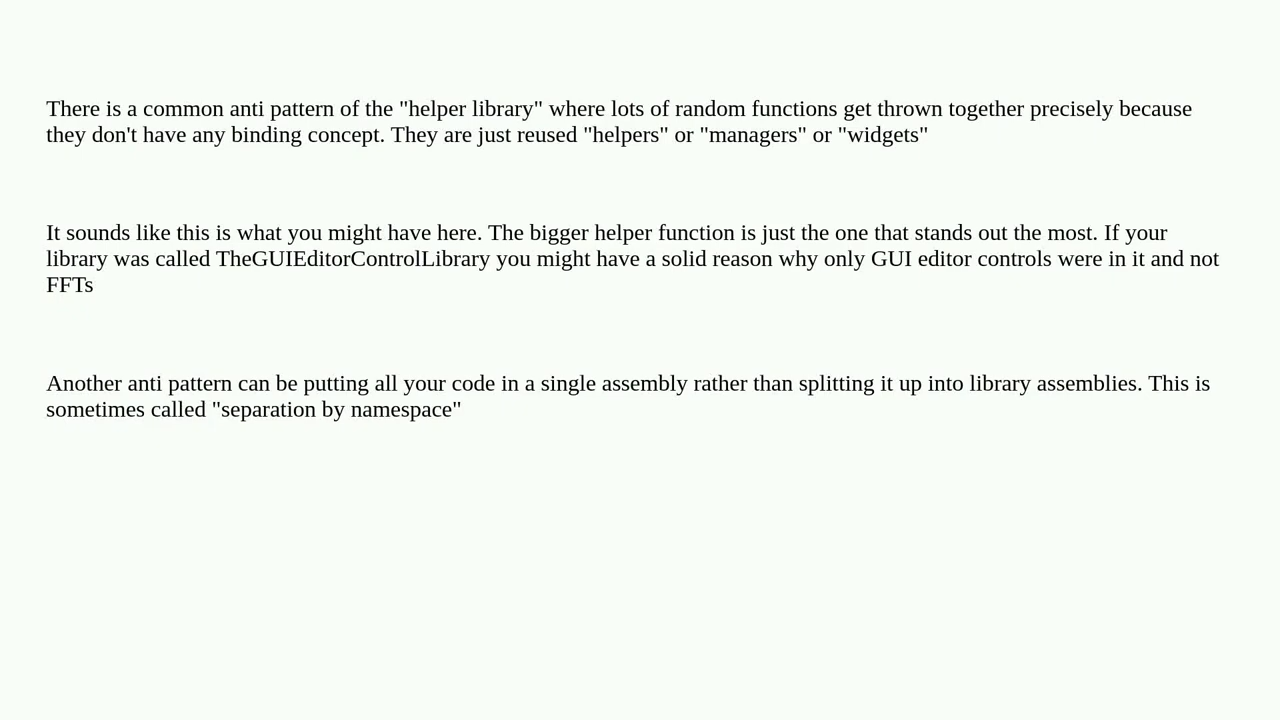 There is a common anti pattern of the "helper library" where lots of random functions get thrown together precisely because
they don't have any binding concept. They are just reused "helpers" or "managers" or "widgets"
It sounds like this is what you might have here. The bigger helper function is just the one that stands out the most. If your
library was called TheGUIEditorControlLibrary you might have a solid reason why only GUI editor controls were in it and not
FFTs
Another anti pattern can be putting all your code in a single assembly rather than splitting it up into library assemblies. This is
sometimes called "separation by namespace"